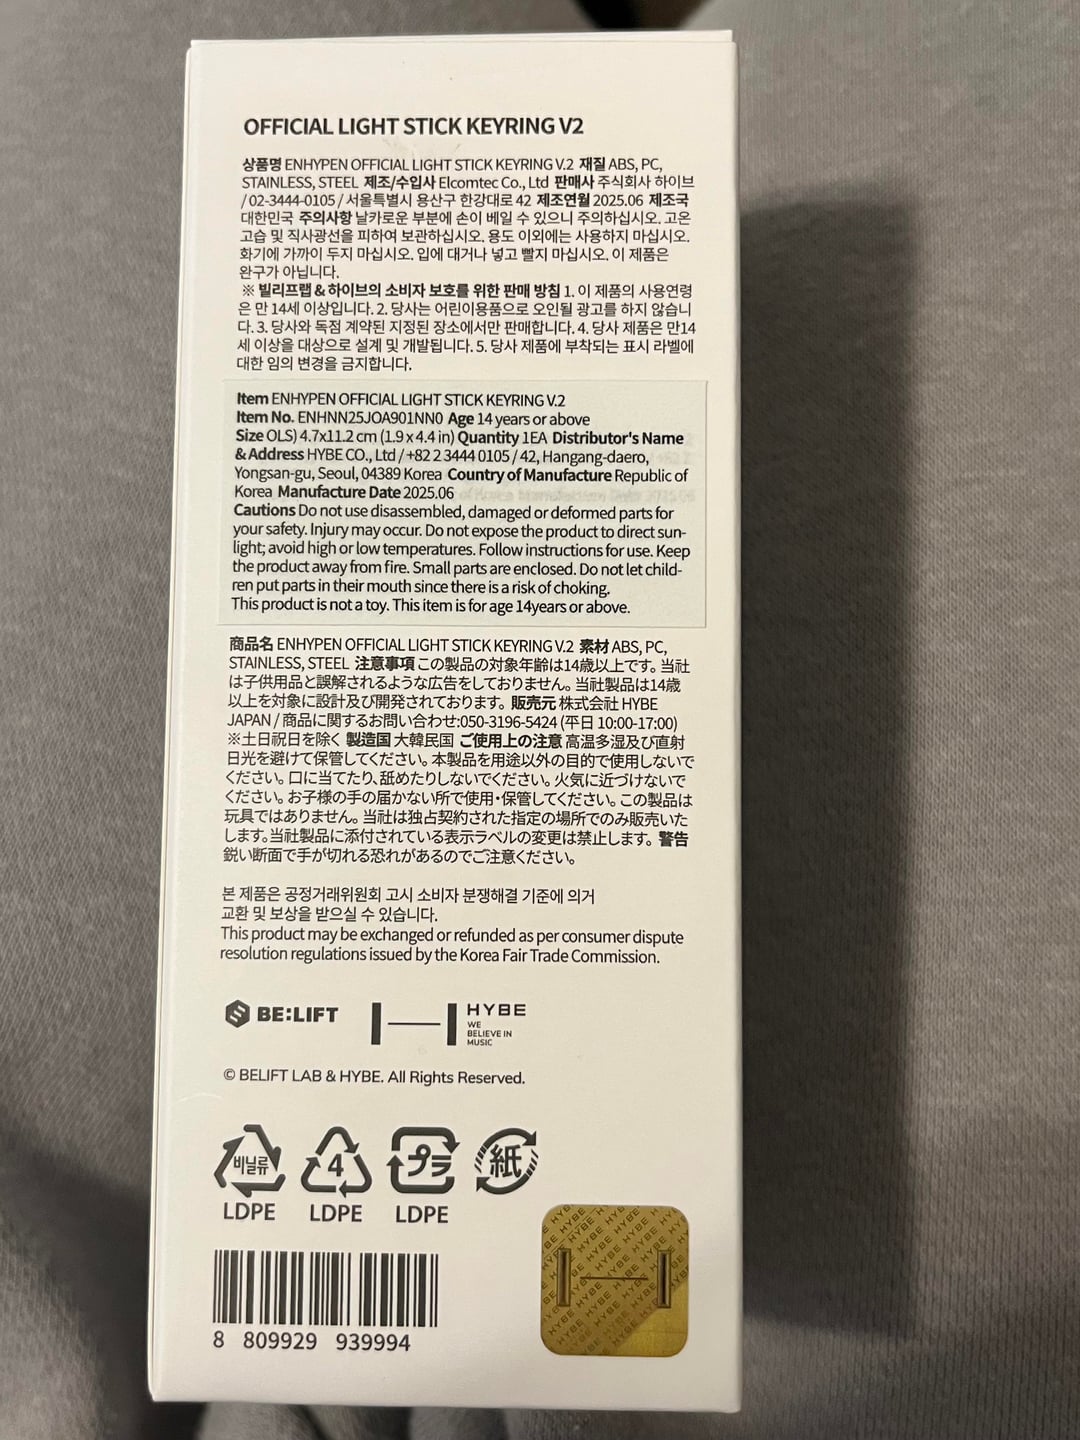 OFFICIAL LIGHT STICK KEYRING V2
상품명 ENHYPEN OFFICIAL LIGHT STICK KEYRING V.2 재질 ABS, PC,
STAINLESS, STEEL 제조/수입사 Elcomtec Co., Ltd 판매사 주식회사 하이브
/ 02-3444-0105 / 서울특별시 용산구 한강대로 42 제조연월 2025.06 제조국
대한민국 주의사항 날카로운 부분에 손이 베일 수 있으니 주의하십시오. 고온
고습 및 직사광선을 피하여 보관하십시오. 용도 이외에는 사용하지 마십시오.
화기에 가까이 두지 마십시오. 입에 대거나 넣고 빨지 마십시오. 이 제품은
완구가 아닙니다.
※ 빌리프랩 & 하이브의 소비자 보호를 위한 판매 방침 1. 이 제품의 사용연령
은 만 14세 이상입니다. 2. 당사는 어린이용품으로 오인될 광고를 하지 않습니
다. 3. 당사와 독점 계약된 지정된 장소에서만 판매합니다. 4. 당사 제품은 만14
세 이상을 대상으로 설계 및 개발됩니다. 5. 당사 제품에 부착되는 표시 라벨에
대한 임의 변경을 금지합니다.
Item ENHYPEN OFFICIAL LIGHT STICK KEYRING V.2
Item No. ENHNN25JOA901NN0 Age 14 years or above
Size OLS) 4.7x11.2 cm (1.9 x 4.4 in) Quantity 1EA Distributor's Name
& Address HYBE CO., Ltd / +82 2 3444 0105 / 42, Hangang-daero,
Yongsan-gu, Seoul, 04389 Korea Country of Manufacture Republic of
Korea Manufacture Date 2025.06
Cautions Do not use disassembled, damaged or deformed parts for
your safety. Injury may occur. Do not expose the product to direct sun-
light; avoid high or low temperatures. Follow instructions for use. Keep
the product away from fire. Small parts are enclosed. Do not let child-
ren put parts in their mouth since there is a risk of choking.
This product is not a toy. This item is for age 14years or above.
商品名 ENHYPEN OFFICIAL LIGHT STICK KEYRING V.2 素材 ABS, PC,
STAINLESS, STEEL 注意事項 この製品の対象年齢は14歳以上です。当社
は子供用品と誤解されるような広告をしておりません。当社製品は14歳
以上を対象に設計及び開発されております。 販売元 株式会社 HYBE
JAPAN / 商品に関するお問い合わせ:050-3196-5424 (平日 10:00-17:00)
※土日祝日を除く 製造国 大韓民国 ご使用上の注意 高温多湿及び直射
日光を避けて保管してください。本製品を用途以外の目的で使用しないで
ください。口に当てたり、舐めたりしないでください。火気に近づけないで
ください。お子様の手の届かない所で使用・保管してください。この製品は
玩具ではありません。当社は独占契約された指定の場所でのみ販売いた
します。当社製品に添付されている表示ラベルの変更は禁止します。 警告
鋭い断面で手が切れる恐れがあるのでご注意ください。
본 제품은 공정거래위원회 고시 소비자 분쟁해결 기준에 의거
교환 및 보상을 받으실 수 있습니다.
This product may be exchanged or refunded as per consumer dispute
resolution regulations issued by the Korea Fair Trade Commission.
BE:LIFT
HYBE
WE
BELIEVE IN
MUSIC
© BELIFT LAB & HYBE. All Rights Reserved.
비닐류 4 プラ 紙
LDPE LDPE LDPE
8 809929 939994
HYBE HYBE HYBE HYBE